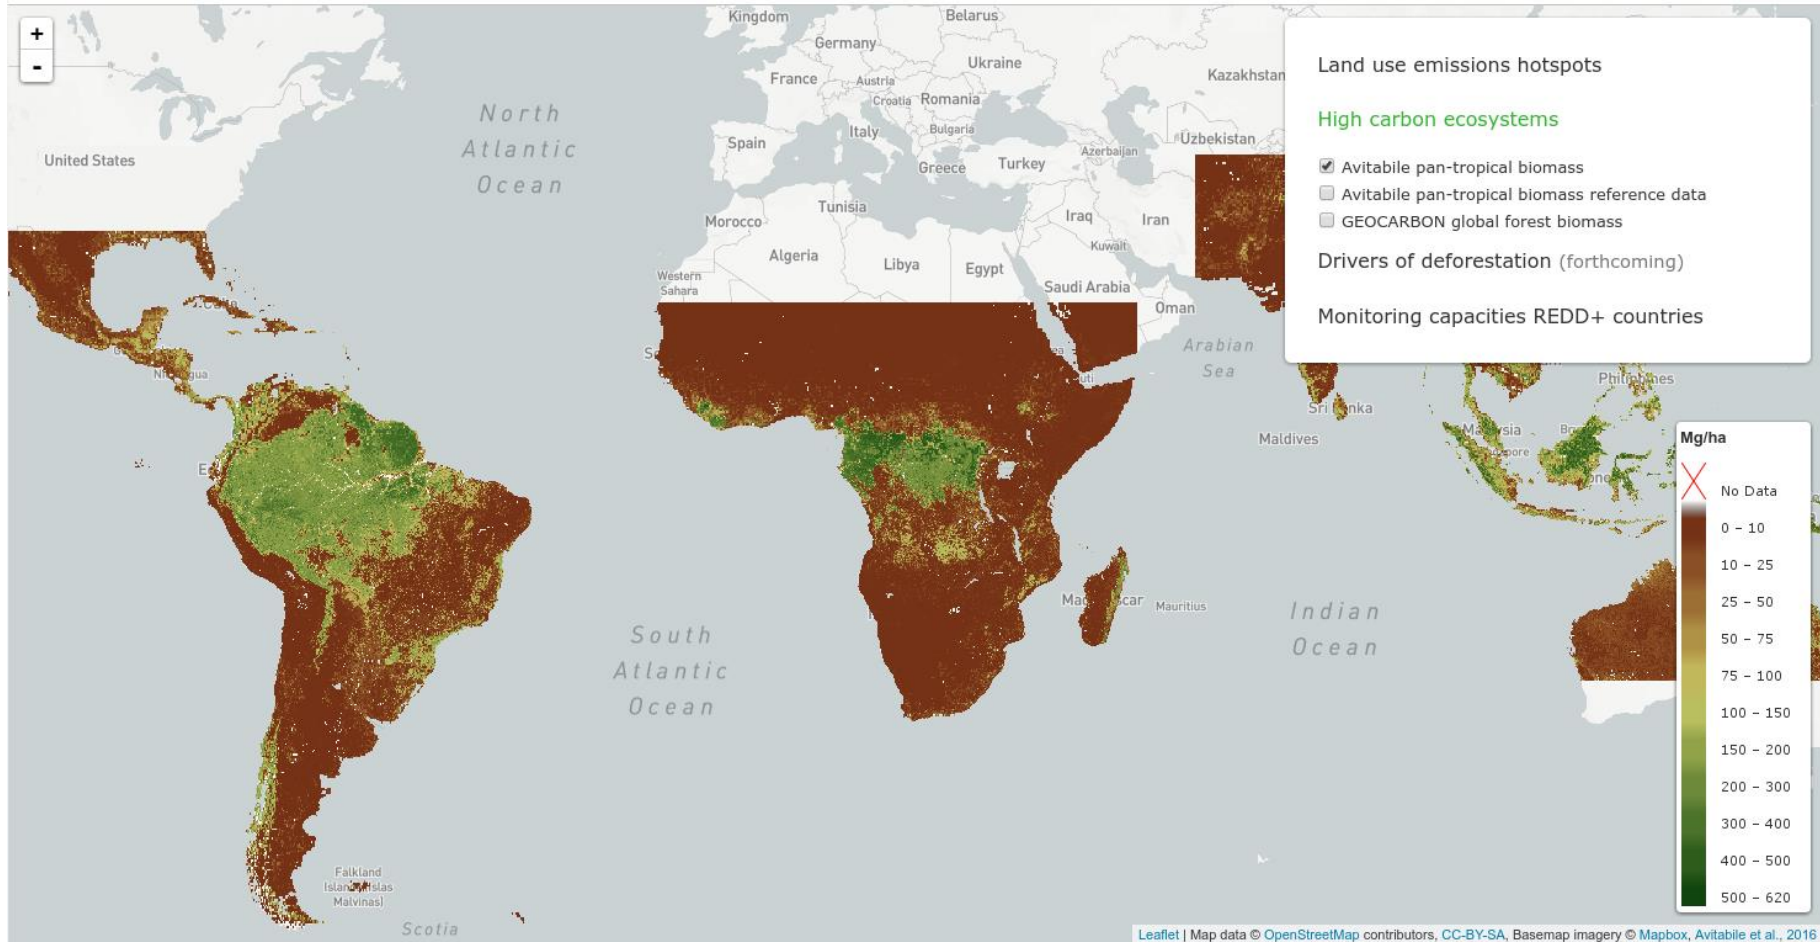 +
-
Kingdom
Belarus
Germany
Ukraine
France
Austria
Kazakhstan
Croatia
Romania
North
Atlantic
Ocean
Italy
Bulgaria
Spain
Uzbekistan
Azerbaijan
United States
Greece
Turkey
Tunisia
Morocco
Iraq
Iran
Algeria
Libya
Egypt
Kuwait
Western
Sahara
Saudi Arabia
Oman
Arabian
Sea
Land use emissions hotspots
High carbon ecosystems
Avitabile pan-tropical biomass
Avitabile pan-tropical biomass reference data
GEOCARBON global forest biomass
Drivers of deforestation (forthcoming)
Monitoring capacities REDD+ countries
Philippines
Maldives
Mauritius
Indian
Ocean
South
Atlantic
Ocean
Falkland
Malvinas)
Scotia
Mg/ha
No Data
0 – 10
10 – 25
25 – 50
50 – 75
75 – 100
100 – 150
150 – 200
200 – 300
300 – 400
400 – 500
500 – 620
Leaflet | Map data © OpenStreetMap contributors, CC-BY-SA, Basemap imagery © Mapbox, Avitabile et al., 2016